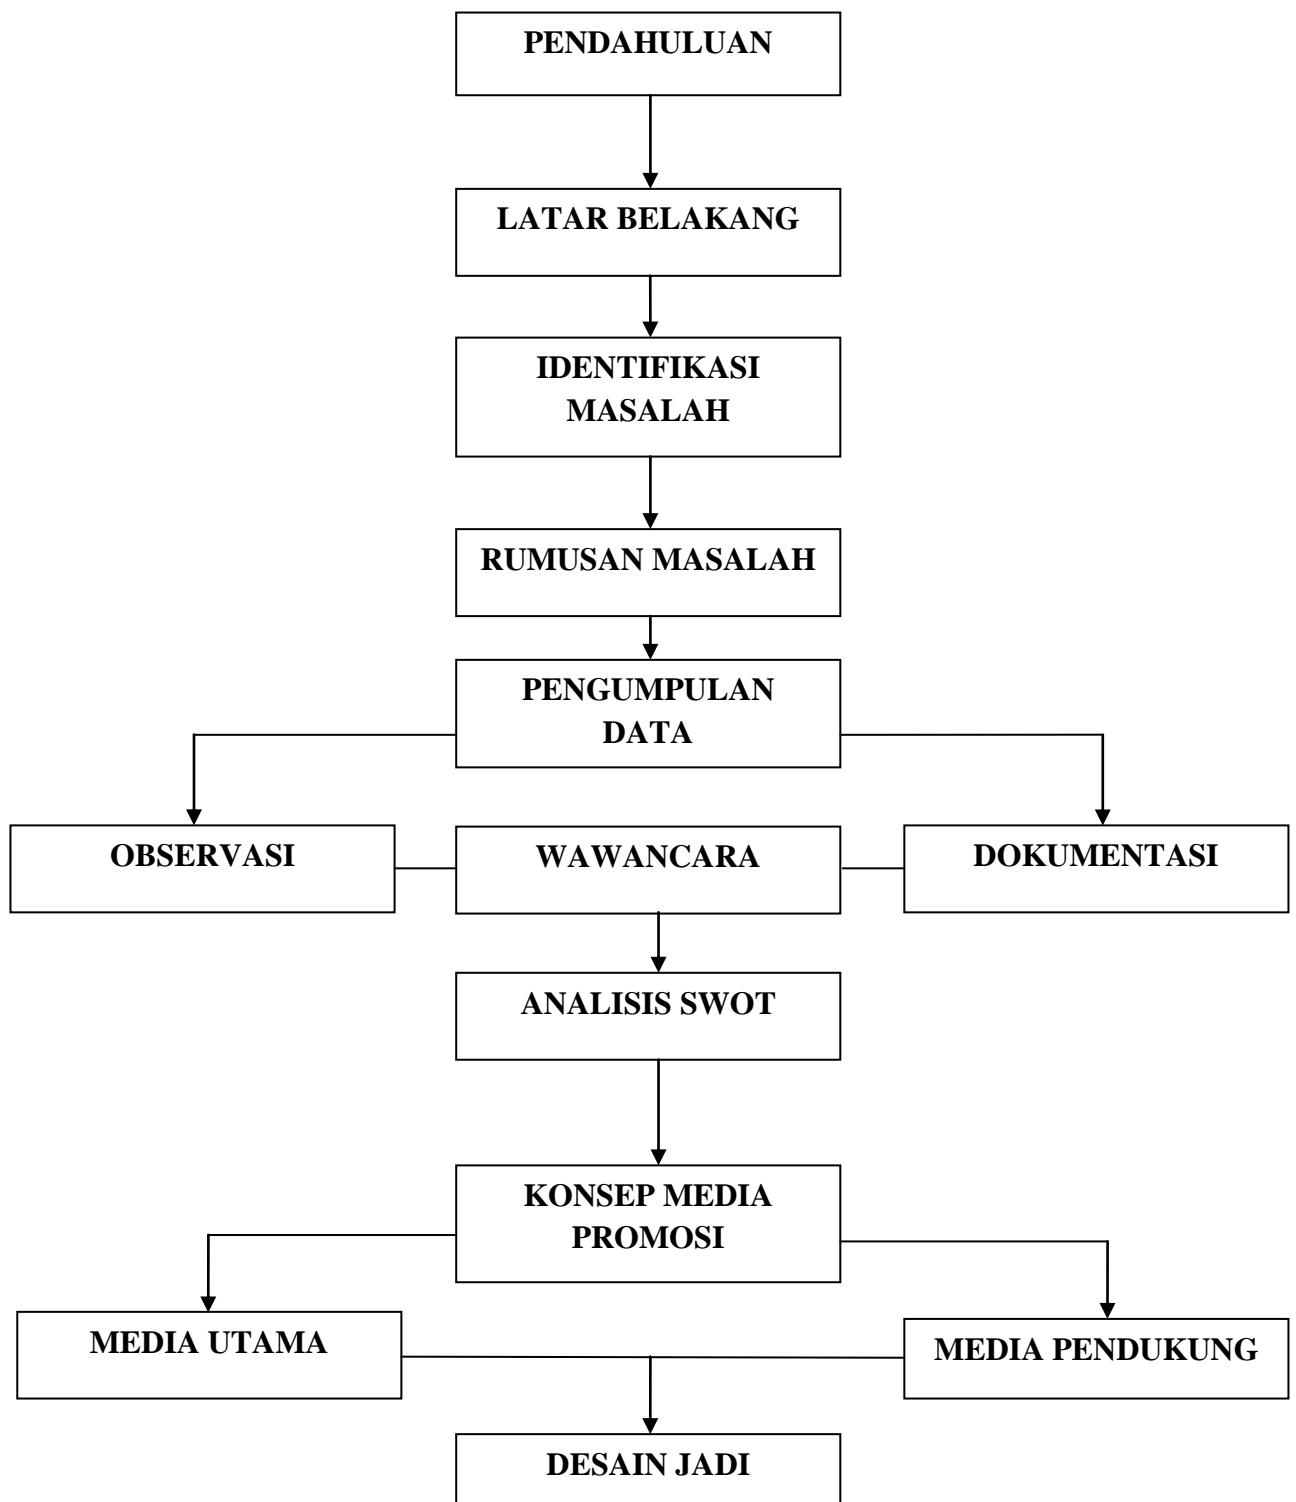 PENDAHULUAN
LATAR BELAKANG
IDENTIFIKASI
MASALAH
RUMUSAN MASALAH
PENGUMPULAN
DATA
OBSERVASI
WAWANCARA
DOKUMENTASI
ANALISIS SWOT
KONSEP MEDIA
PROMOSI
MEDIA UTAMA
MEDIA PENDUKUNG
DESAIN JADI